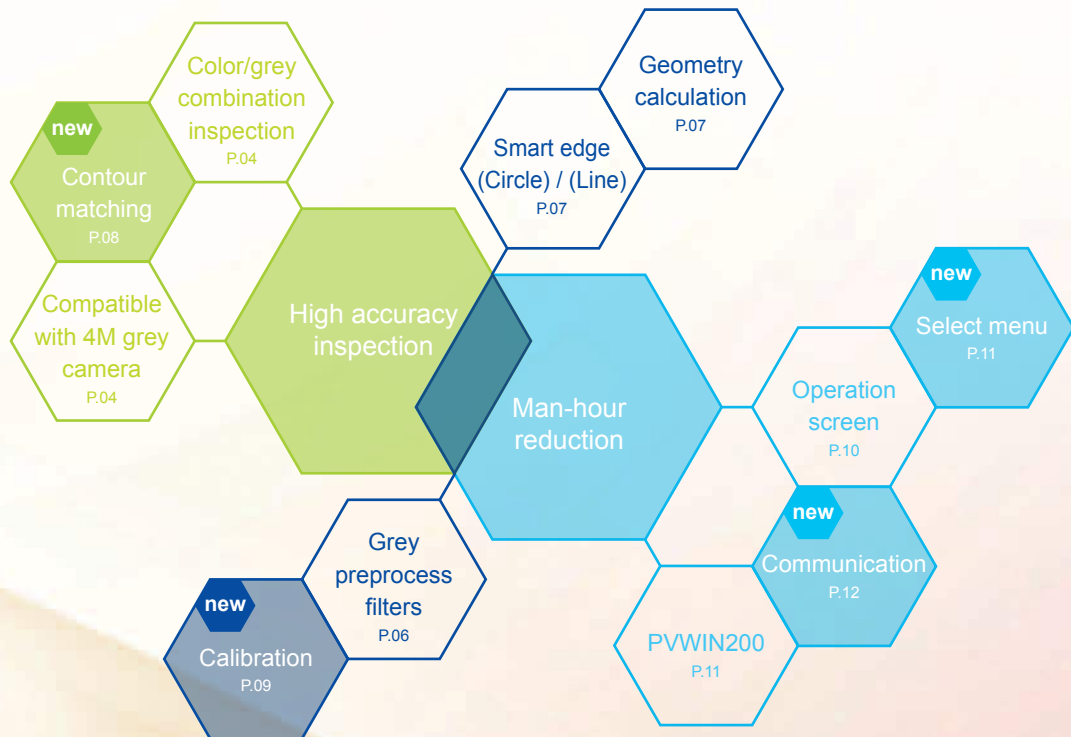 Color/grey
combination
inspection
P.04
new
Contour
matching
P.08
Compatible
with 4M grey
camera
P.04
High accuracy
inspection
Geometry
calculation
P.07
Smart edge
(Circle) / (Line)
P.07
Man-hour
reduction
new
Select menu
P.11
Operation
screen
P.10
new
Communication
P.12
PVWIN200
P.11
Grey
preprocess
filters
P.06
new
Calibration
P.09